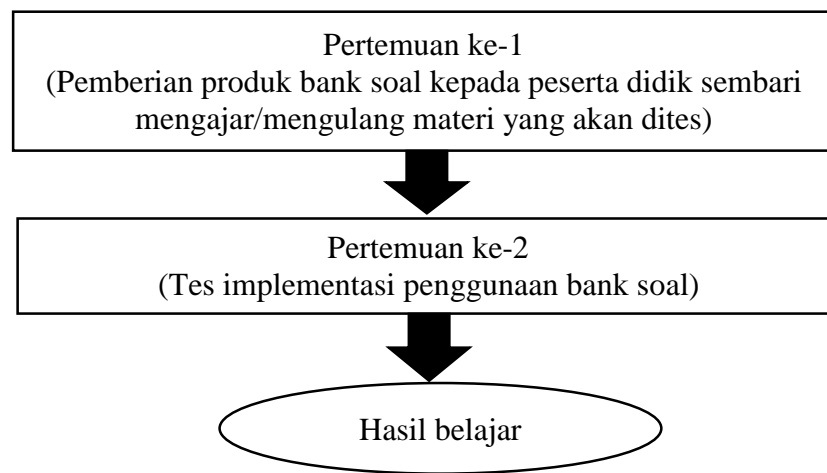 Pertemuan ke-1
(Pemberian produk bank soal kepada peserta didik sembari
mengajar/mengulang materi yang akan dites)
Pertemuan ke-2
(Tes implementasi penggunaan bank soal)
Hasil belajar